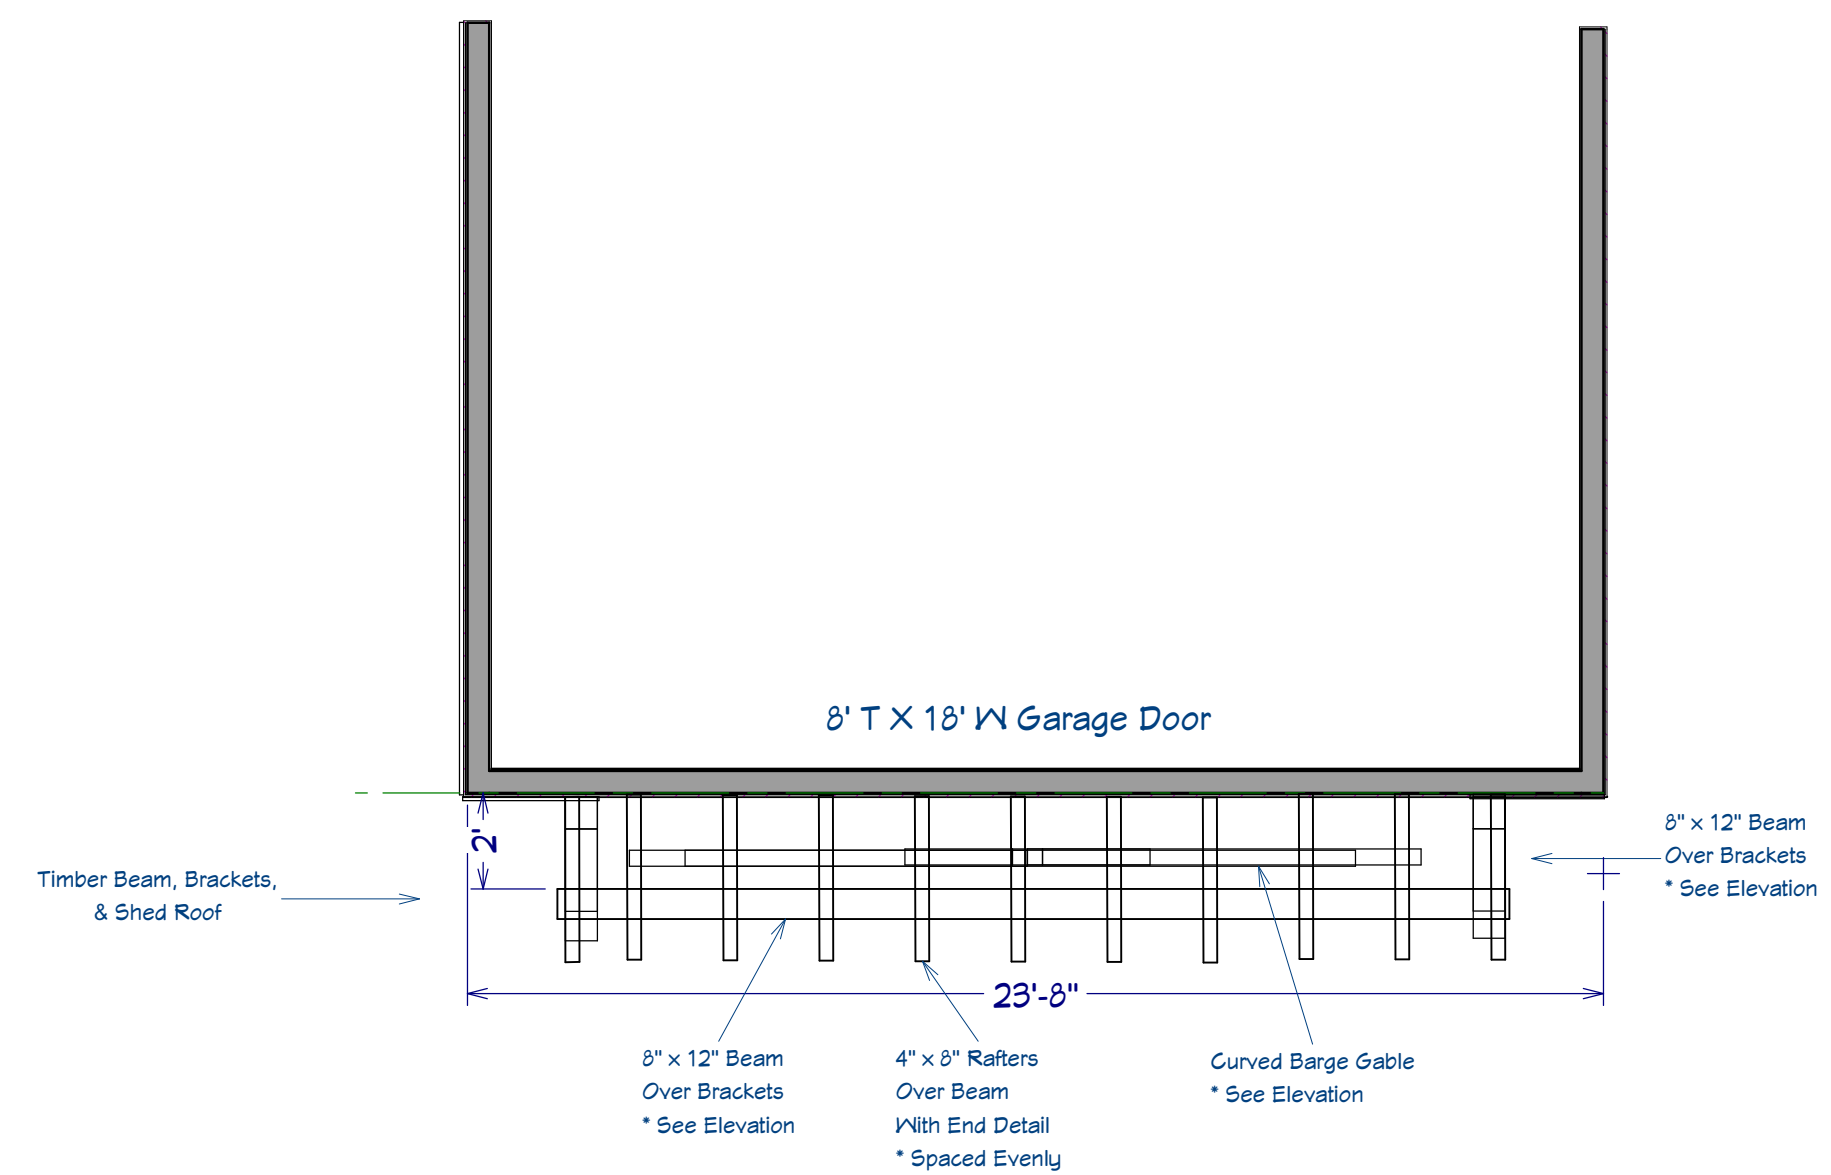 8' T X 18' W Garage Door
2'
8" x 12" Beam
Over Brackets
* See Elevation
Timber Beam, Brackets,
& Shed Roof
23'-8"
8" x 12" Beam
Over Brackets
* See Elevation
4" x 8" Rafters
Over Beam
With End Detail
* Spaced Evenly
Curved Barge Gable
* See Elevation